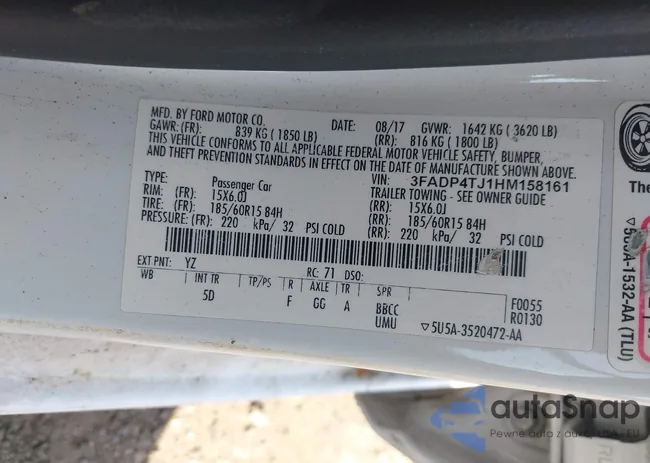 MFD. BY FORD MOTOR CO. DATE: 08/17 GVWR: 1642 KG ( 3620 LB)
GAWR: (FR): 839 KG ( 1850 LB) (RR): 816 KG ( 1800 LB)
THIS VEHICLE CONFORMS TO ALL APPLICABLE FEDERAL MOTOR VEHICLE SAFETY, BUMPER,
AND THEFT PREVENTION STANDARDS IN EFFECT ON THE DATE OF MANUFACTURE SHOWN ABOVE.
VIN: 3FADP4TJ1HM158161
TYPE: Passenger Car TRAILER TOWING - SEE OWNER GUIDE
RIM: (FR): 15X6.0J (RR): 15X6.0J
TIRE: (FR): 185/60R15 84H (RR): 185/60R15 84H
PRESSURE: (FR): 220 kPa/ 32 PSI COLD (RR): 220 kPa/ 32 PSI COLD
EXT PNT: YZ RC: 71 DSO:
WB INT TR TP/PS R AXLE TR SPR
5D F GG A BBCC F0055
UMU R0130
▽5U5A-3520472-AA
The
▽5U5A-1532-AA (TLU)
autoSnap